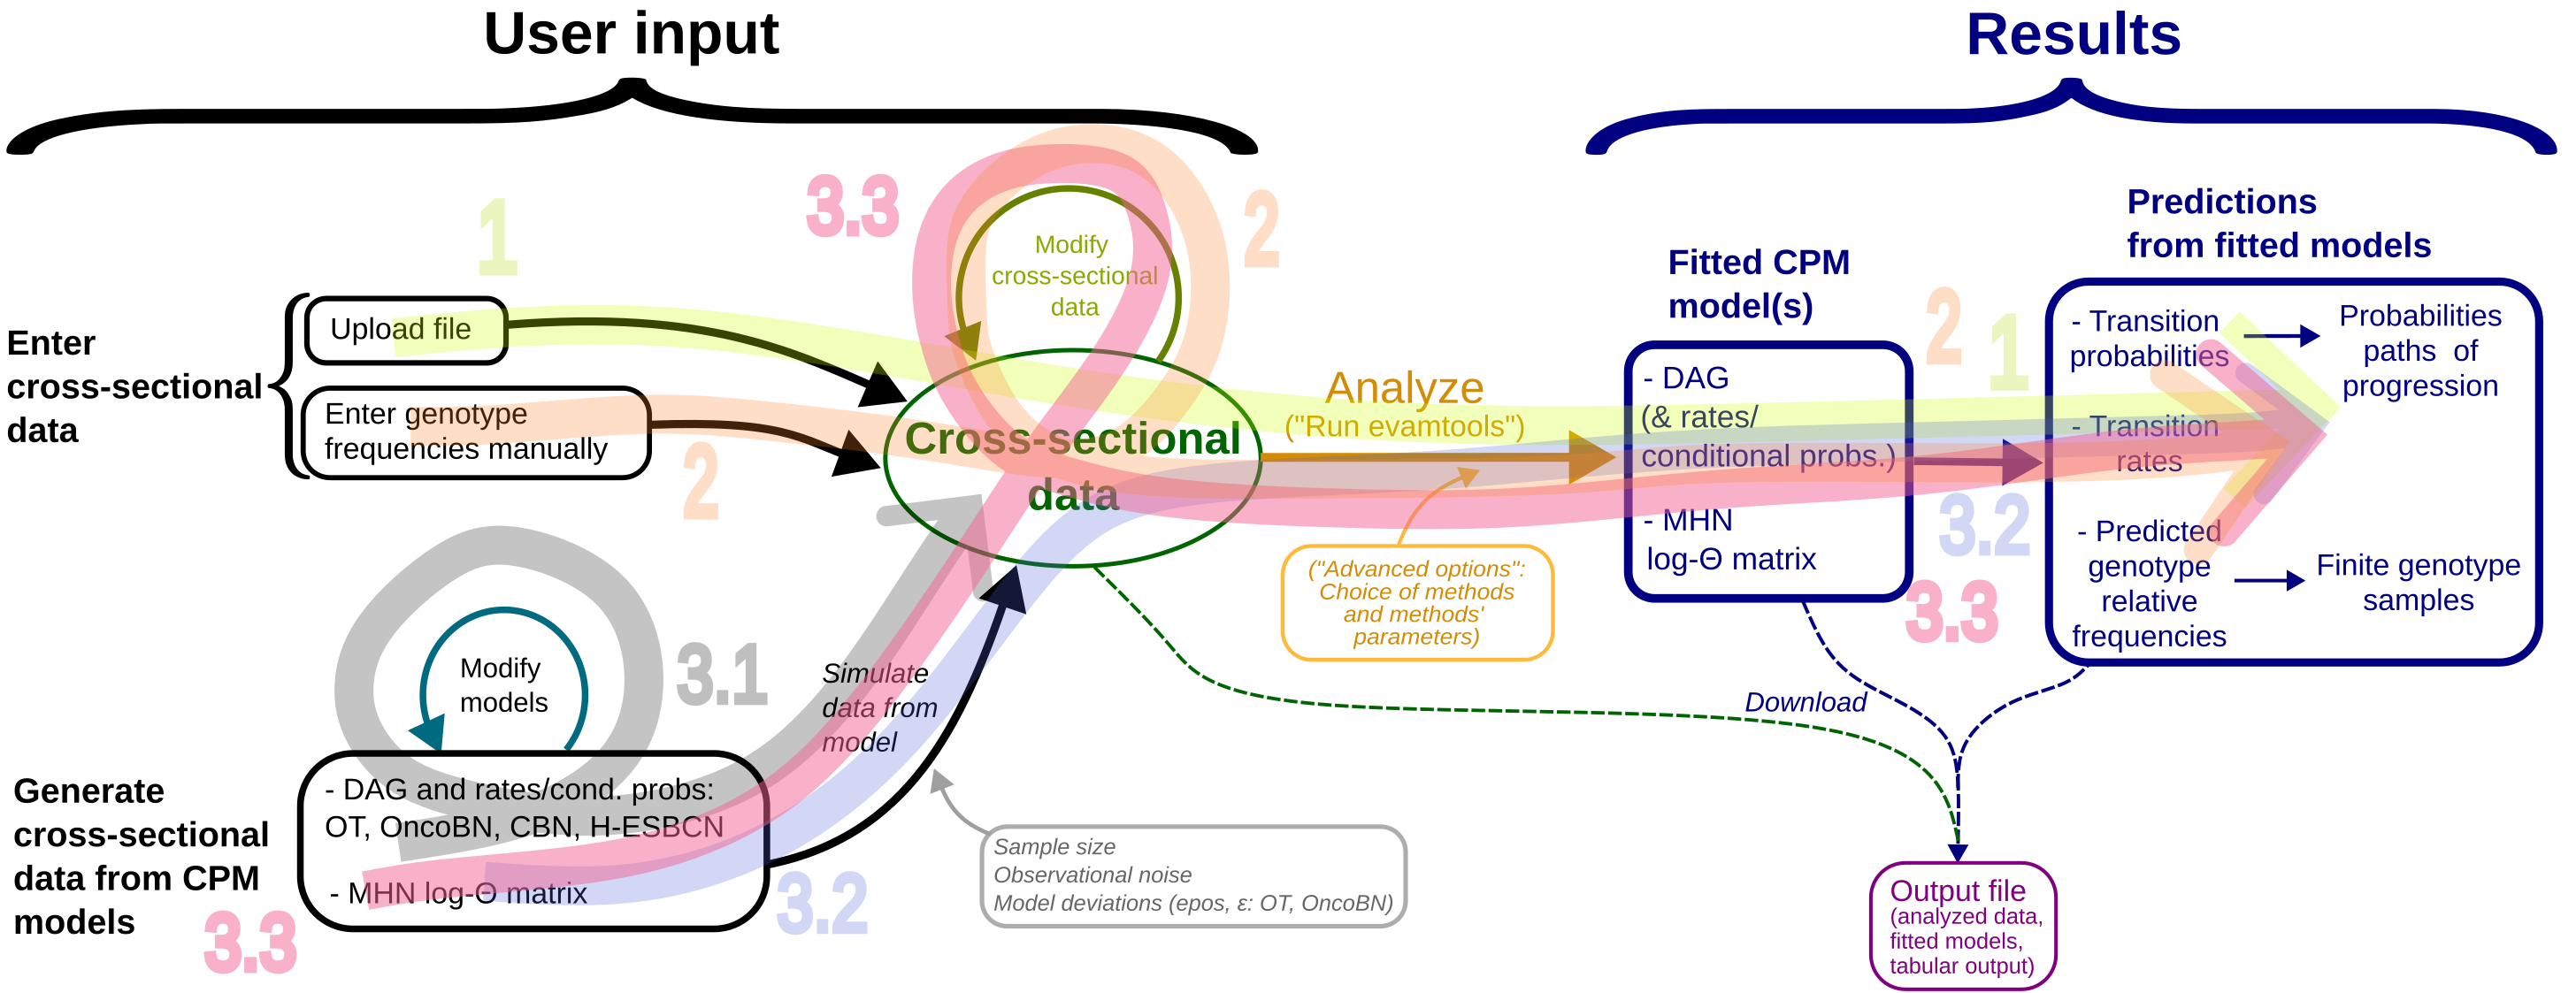 User input
Results
3.3
1
2
Modify
cross-sectional
data
Enter
cross-sectional
data
Upload file
Enter genotype
frequencies manually
2
Cross-sectional
data
Analyze
("Run evamtools")
("Advanced options":
Choice of methods
and methods'
parameters)
Fitted CPM
model(s)
- DAG
(& rates/
conditional probs.)
- MHN
log-Θ matrix
2
1
3.2
3.3
Predictions
from fitted models
- Transition
probabilities
Probabilities
paths of
progression
- Transition
rates
- Predicted
genotype
relative
frequencies
Finite genotype
samples
Modify
models
3.1
Simulate
data from
model
Generate
cross-sectional
data from CPM
models
3.3
- DAG and rates/cond. probs:
OT, OncoBN, CBN, H-ESBCN
- MHN log-Θ matrix
3.2
Sample size
Observational noise
Model deviations (epos, ε: OT, OncoBN)
Download
Output file
(analyzed data,
fitted models,
tabular output)